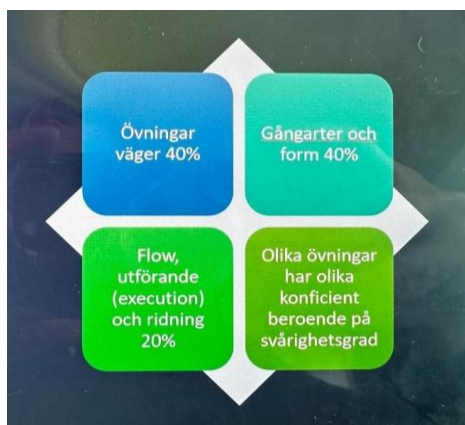 Övningar
väger 40%
Gångarter och
form 40%
Flow,
utförande
(execution)
och ridning
20%
Olika övningar
har olika
konficient
beroende på
svårighetsgrad